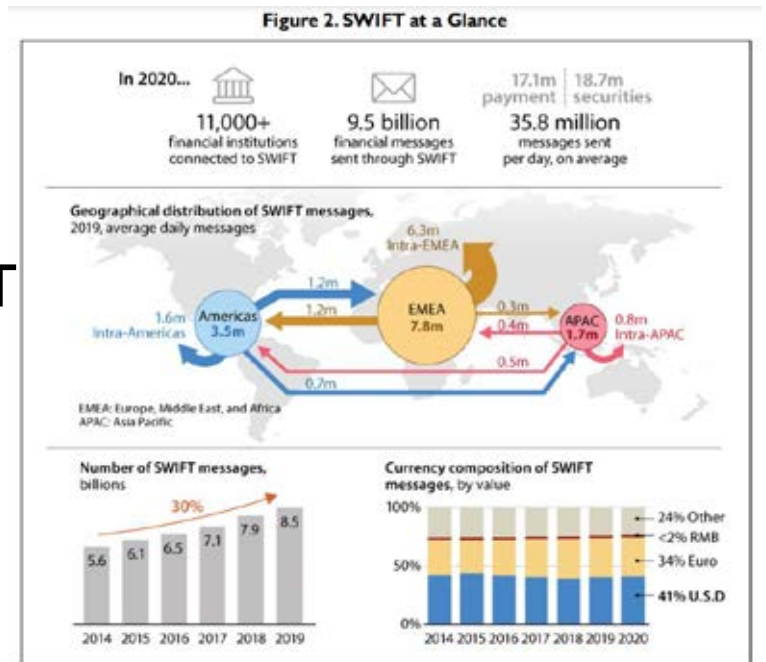 Figure 2. SWIFT at a Glance
In 2020...
11,000+
financial institutions
connected to SWIFT
9.5 billion
financial messages
sent through SWIFT
17.1m payment | 18.7m securities
35.8 million
messages sent
per day, on average
Geographical distribution of SWIFT messages,
2019, average daily messages
T
6.3m
Intra-EMEA
1.2m
1.2m
Americas
3.5m
1.6m
Intra-Americas
EMEA
7.8m
0.3m
0.4m
APAC
1.7m
0.8m
Intra-APAC
0.5m
0.7m
EMEA: Europe, Middle East, and Africa
APAC: Asia Pacific
Number of SWIFT messages,
billions
30%
5.6
6.1
6.5
7.1
7.9
8.5
2014 2015 2016 2017 2018 2019
Currency composition of SWIFT
messages, by value
100%
50%
0%
24% Other
<2% RMB
34% Euro
41% U.S.D
2014 2015 2016 2017 2018 2019 2020